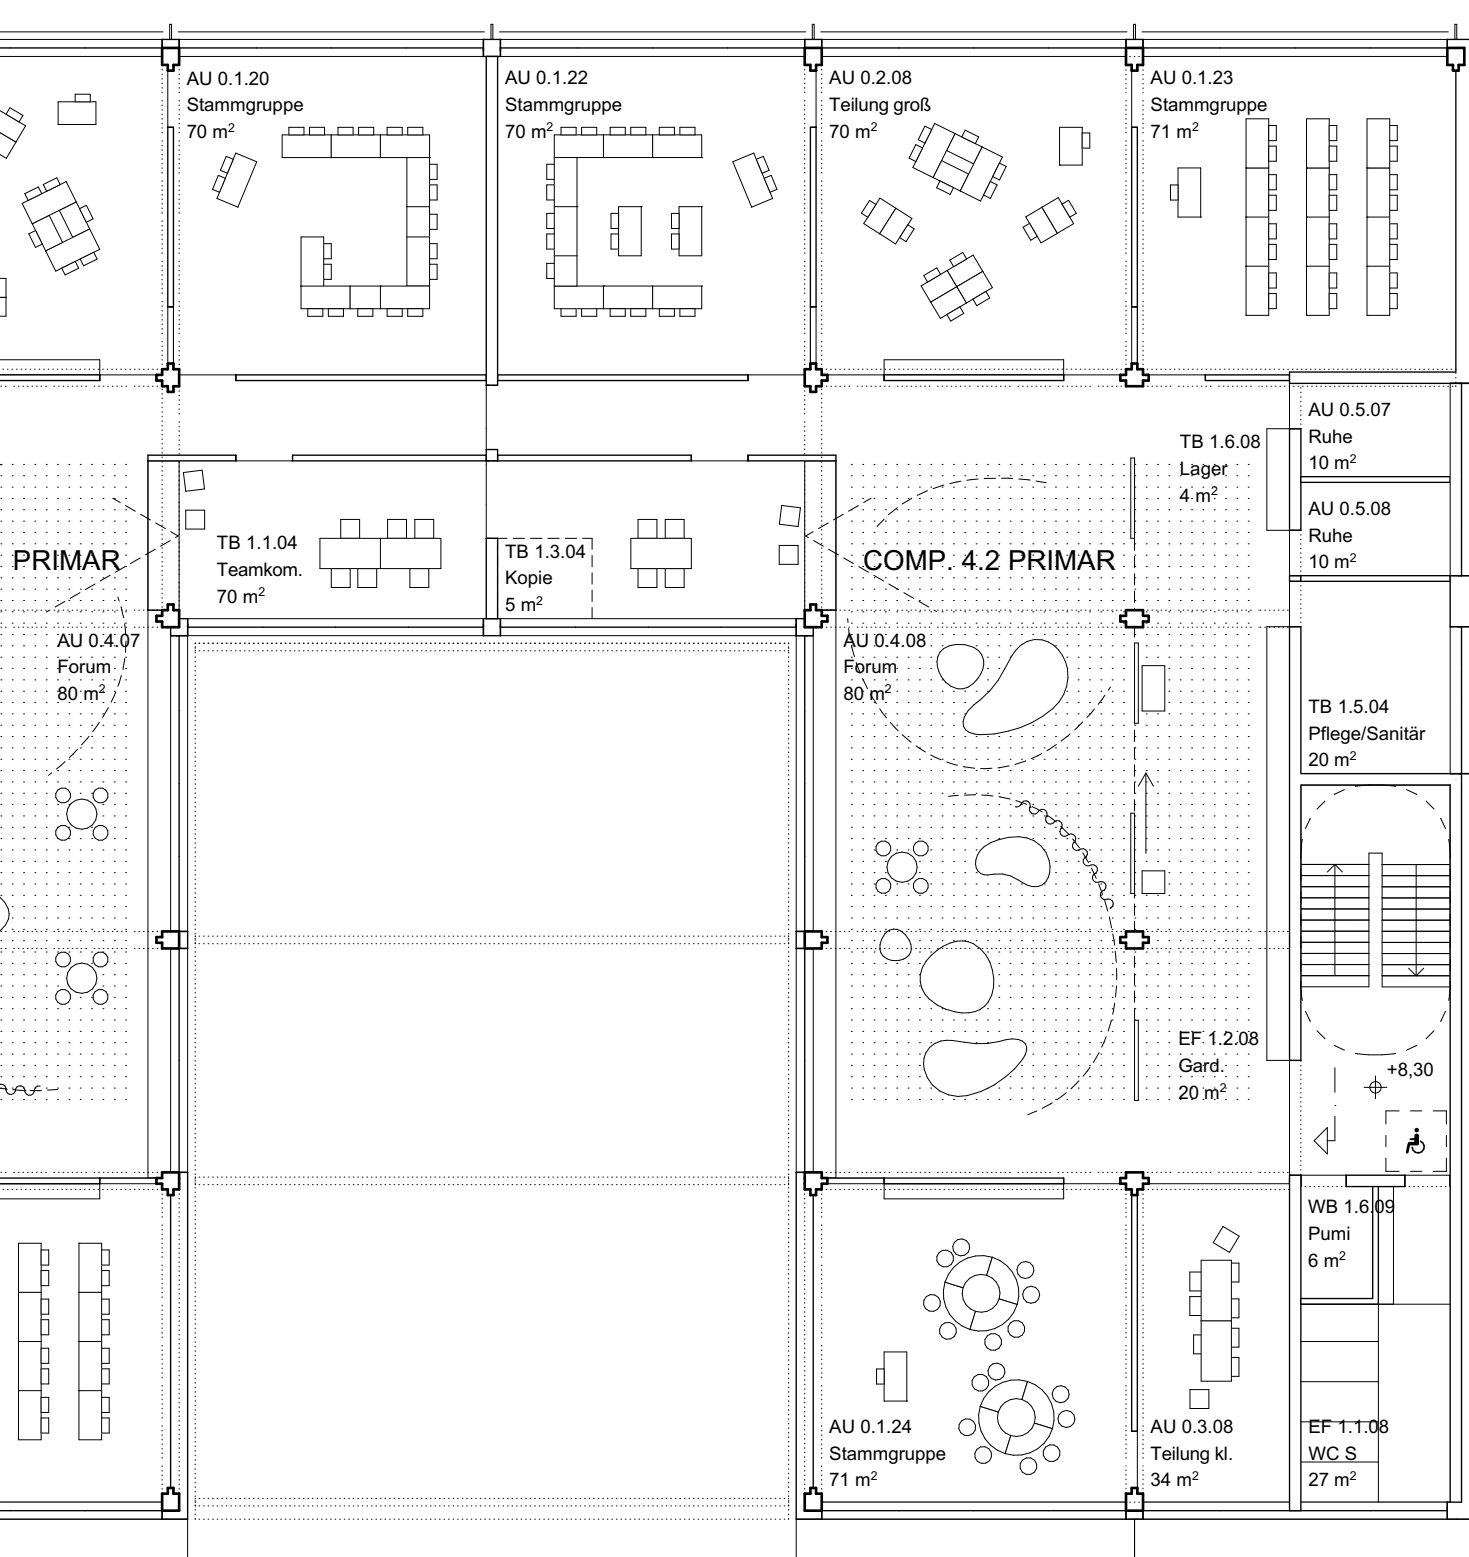 AU 0.1.20
Stammgruppe
70 m²
AU 0.1.22
Stammgruppe
70 m²
AU 0.2.08
Teilung groß
70 m²
AU 0.1.23
Stammgruppe
71 m²
AU 0.5.07
Ruhe
10 m²
TB 1.6.08
Lager
4 m²
AU 0.5.08
Ruhe
10 m²
PRIMAR
TB 1.1.04
Teamkom.
70 m²
TB 1.3.04
Kopie
5 m²
COMP. 4.2 PRIMAR
AU 0.4.07
Forum
80 m²
AU 0.4.08
Forum
80 m²
TB 1.5.04
Pflege/Sanitär
20 m²
EF 1.2.08
Gard.
20 m²
+8,30
WB 1.6.09
Pumi
6 m²
AU 0.1.24
Stammgruppe
71 m²
AU 0.3.08
Teilung kl.
34 m²
EF 1.1.08
WC S
27 m²